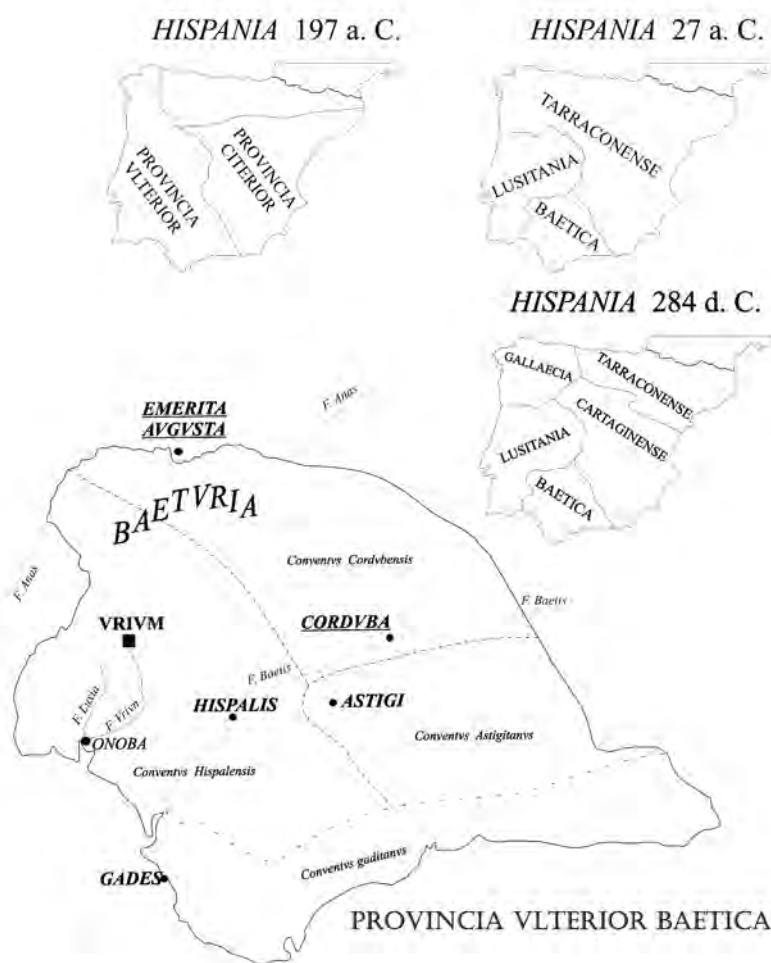 HISPANIA 197 a. C.
PROVINCIA
VLTERIOR
PROVINCIA
CITERIOR
HISPANIA 27 a. C.
TARRACONENSE
LUSITANIA
BAETICA
HISPANIA 284 d. C.
GALLAECIA
TARRACONENSE
CARTAGINENSE
LUSITANIA
BAETICA
F. Anas
EMERITA
AVGVSTA
BAETVRIA
Conventvs Cordvbensis
F. Anas
F. Baetis
VRIVM
CORDVBA
F. Baetis
F. Luxia
F. Vrivn
HISPALIS
ASTIGI
ONOBA
Conventvs Astigitanvs
Conventvs Hispalensis
Conventvs gaditanvs
GADES
PROVINCIA VLTERIOR BAETICA